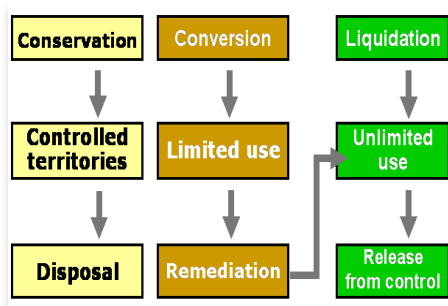 Conservation
Conversion
Liquidation
Controlled
territories
Limited use
Unlimited
use
Disposal
Remediation
Release
from control